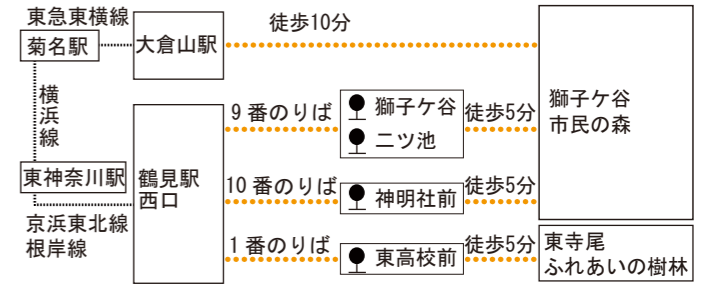 東急東横線
菊名駅
大倉山駅
徒歩10分
横浜線
9番のりば
獅子ケ谷
二ツ池
徒歩5分
獅子ケ谷
市民の森
東神奈川駅
鶴見駅
西口
10番のりば
神明社前
徒歩5分
京浜東北線
根岸線
1番のりば
東高校前
徒歩5分
東寺尾
ふれあいの樹林